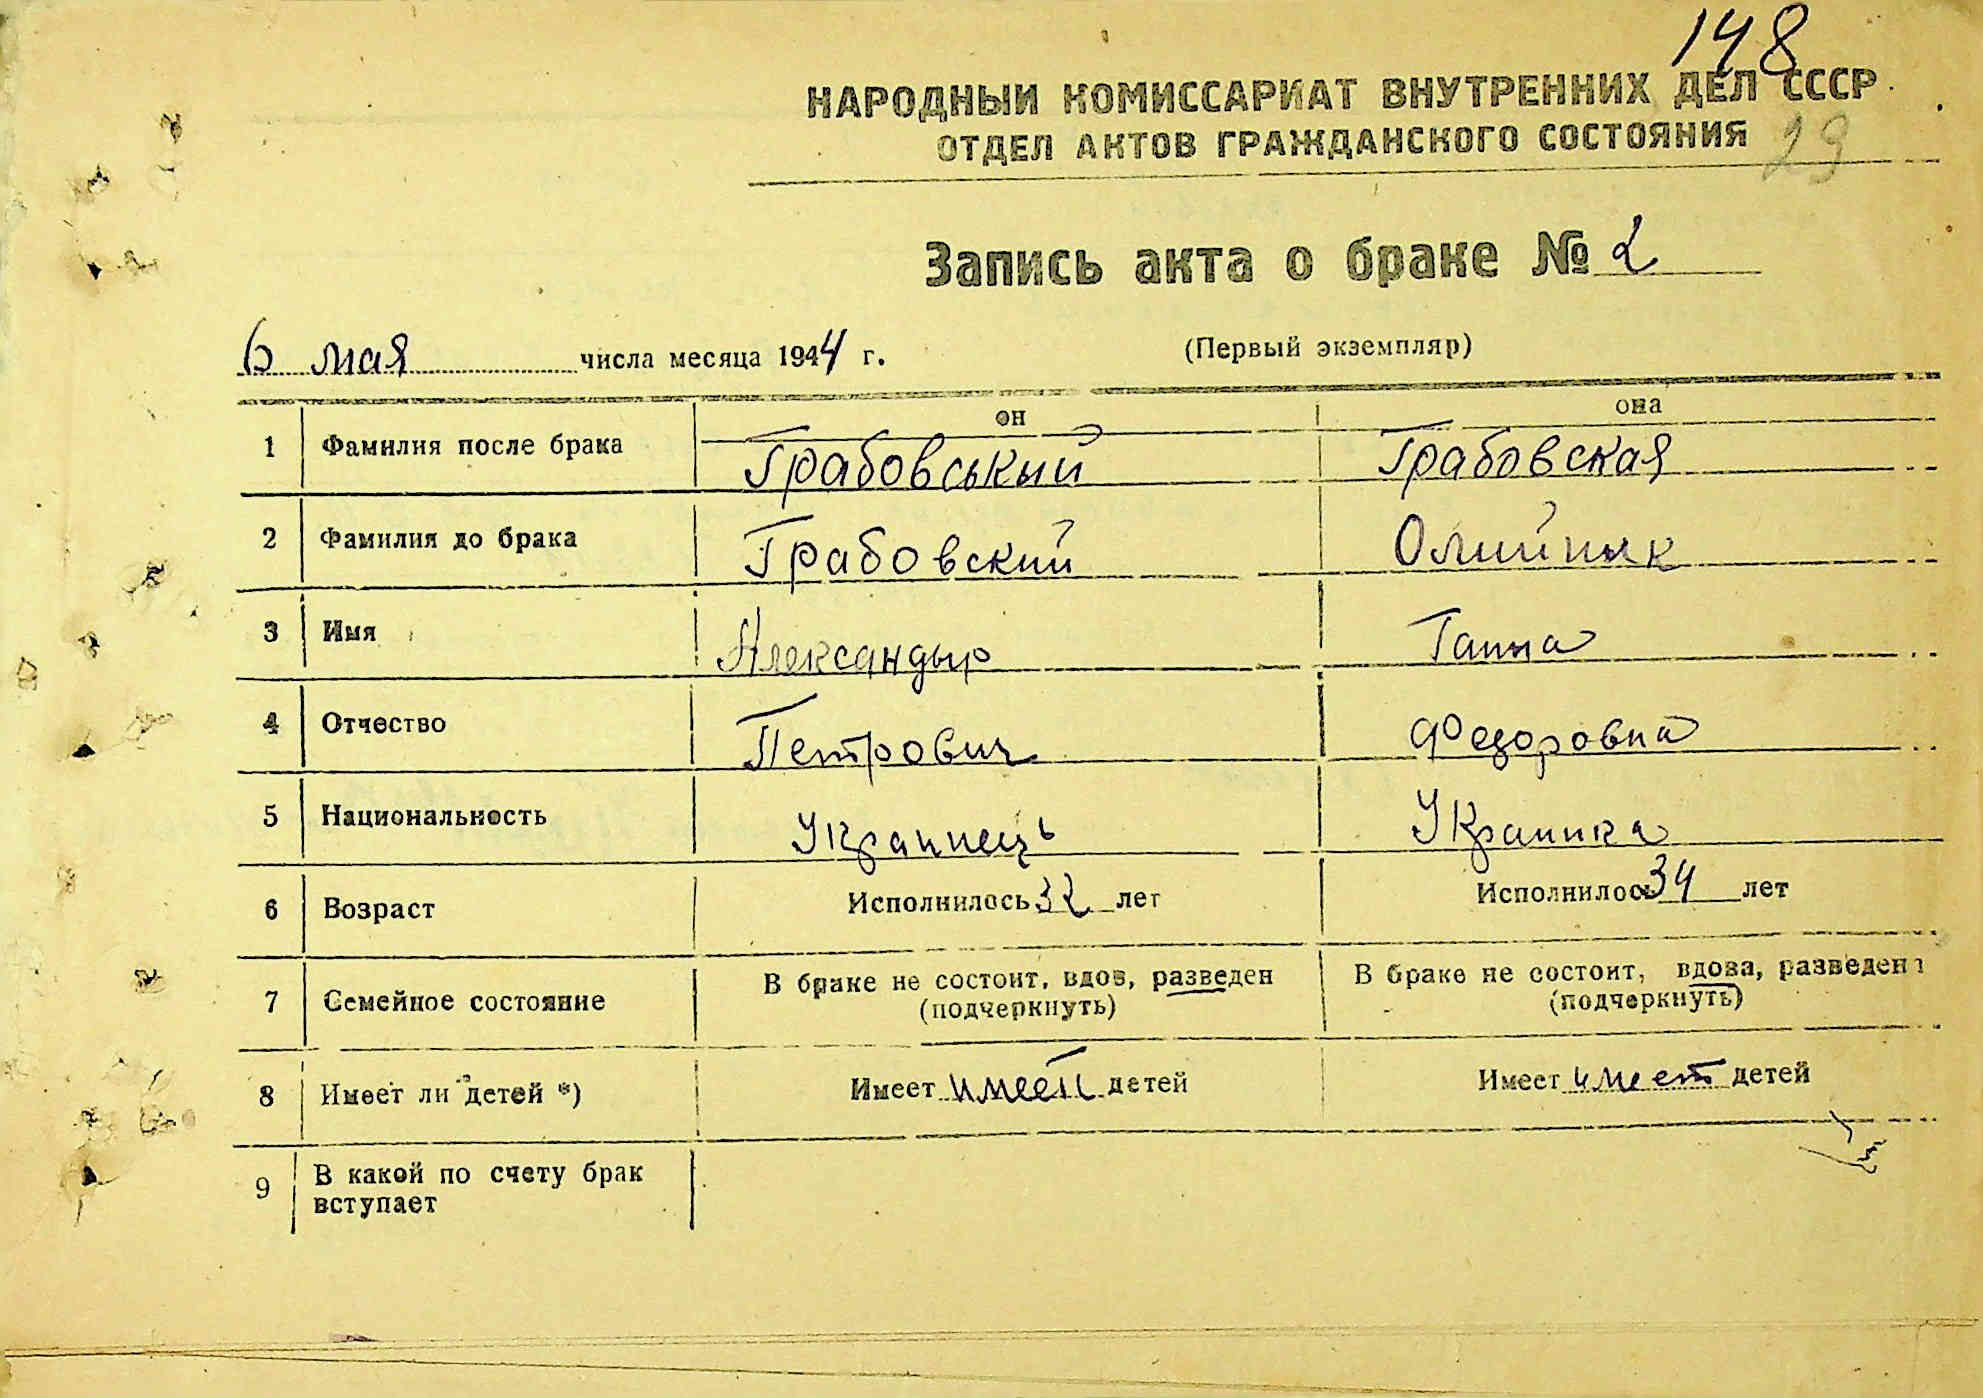 148
НАРОДНЫЙ КОМИССАРИАТ ВНУТРЕННИХ ДЕЛ СССР
ОТДЕЛ АКТОВ ГРАЖДАНСКОГО СОСТОЯНИЯ 29
Запись акта о браке № 2
6 мая числа месяца 1944 г. (Первый экземпляр)
он она
1 Фамилия после брака Грабовський Грабовская
2 Фамилия до брака Грабовский Олийнык
3 Имя Александыр Ганна
4 Отчество Петрович Федоровна
5 Национальность Украинець Украинка
6 Возраст Исполнилось 32 лет Исполнилось 34 лет
7 Семейное состояние В браке не состоит, вдов, разведен В браке не состоит, вдова, разведена
(подчеркнуть) (подчеркнуть)
8 Имеет ли детей *) Имеет имеет детей Имеет имеет детей
9 В какой по счету брак
вступает